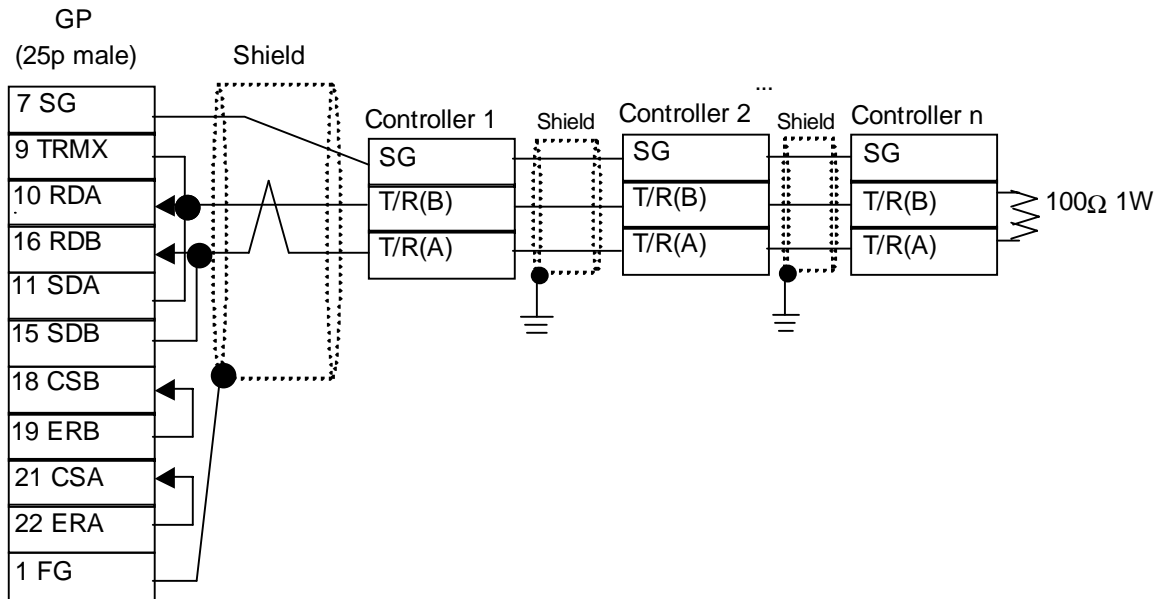 GP
(25p male)
Shield
7 SG
9 TRMX
10 RDA
16 RDB
11 SDA
15 SDB
18 CSB
19 ERB
21 CSA
22 ERA
1 FG
Controller 1
SG
T/R(B)
T/R(A)
Shield
...
Controller 2
SG
T/R(B)
T/R(A)
Shield
Controller n
SG
T/R(B)
T/R(A)
100Ω 1W